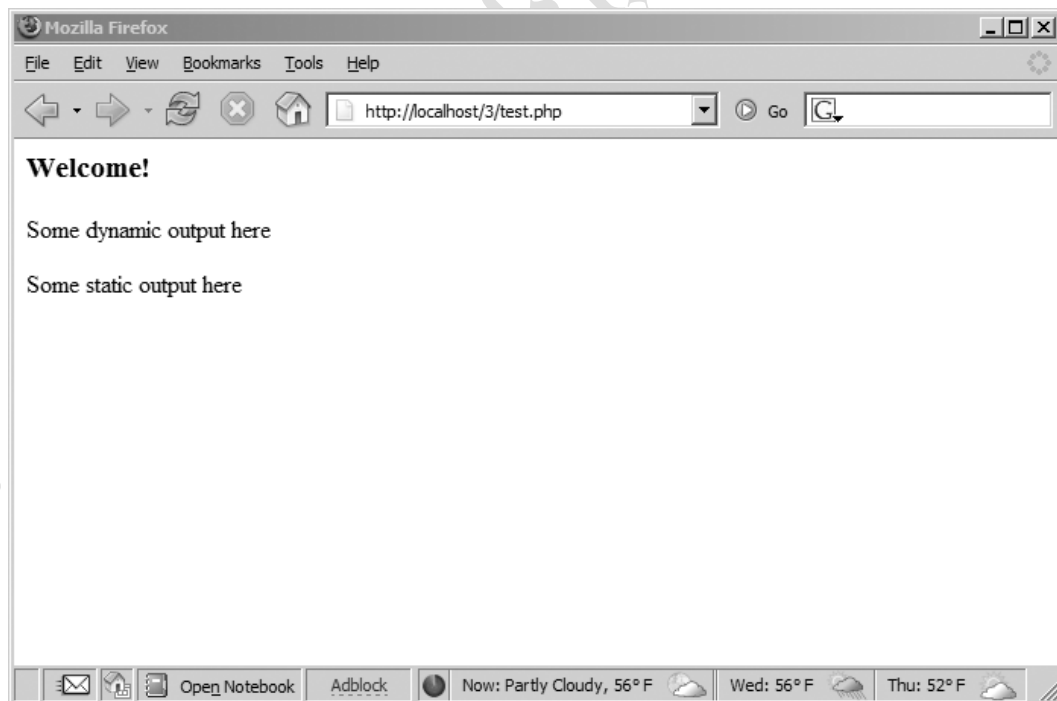 Mozilla Firefox
File Edit View Bookmarks Tools Help
http://localhost/3/test.php Go G
Welcome!
Some dynamic output here
Some static output here
Open Notebook Adblock Now: Partly Cloudy, 56° F Wed: 56° F Thu: 52° F